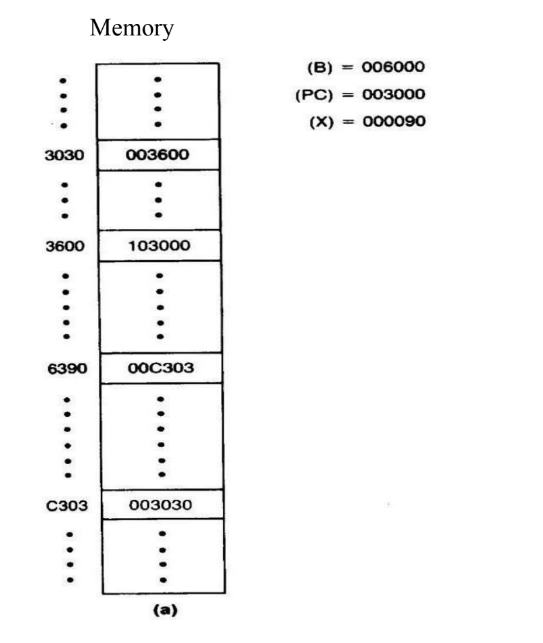 Memory
(B) = 006000
(PC) = 003000
(X) = 000090
3030 003600
3600 103000
6390 00C303
C303 003030
(a)